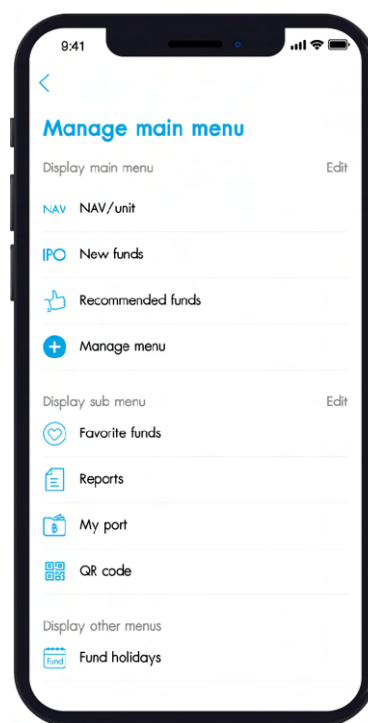 9:41
Manage main menu
Display main menu Edit
NAV NAV/unit
IPO New funds
Recommended funds
Manage menu
Display sub menu Edit
Favorite funds
Reports
฿ My port
QR code
Display other menus
Fund Fund holidays